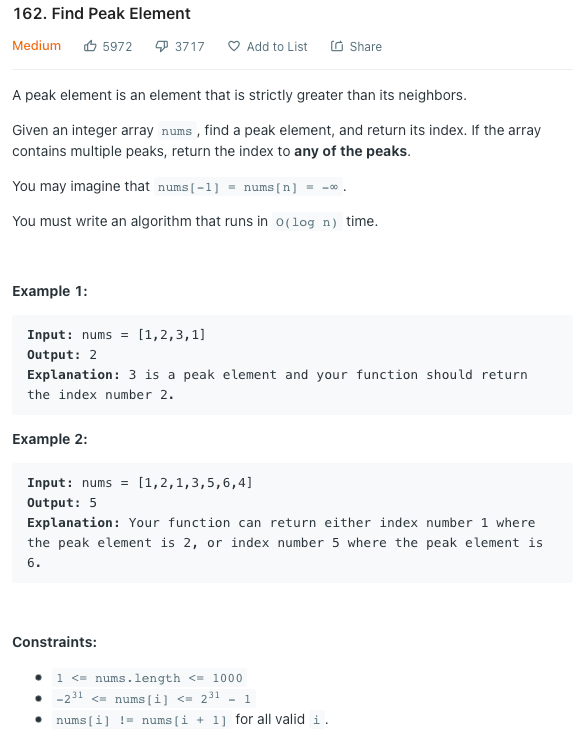 162. Find Peak Element
Medium 5972 3717 Add to List Share
A peak element is an element that is strictly greater than its neighbors.
Given an integer array nums, find a peak element, and return its index. If the array
contains multiple peaks, return the index to any of the peaks.
You may imagine that nums[-1] = nums[n] = -∞.
You must write an algorithm that runs in O(log n) time.
Example 1:
Input: nums = [1,2,3,1]
Output: 2
Explanation: 3 is a peak element and your function should return
the index number 2.
Example 2:
Input: nums = [1,2,1,3,5,6,4]
Output: 5
Explanation: Your function can return either index number 1 where
the peak element is 2, or index number 5 where the peak element is
6.
Constraints:
• 1 <= nums.length <= 1000
• -2³¹ <= nums[i] <= 2³¹ - 1
• nums[i] != nums[i + 1] for all valid i.